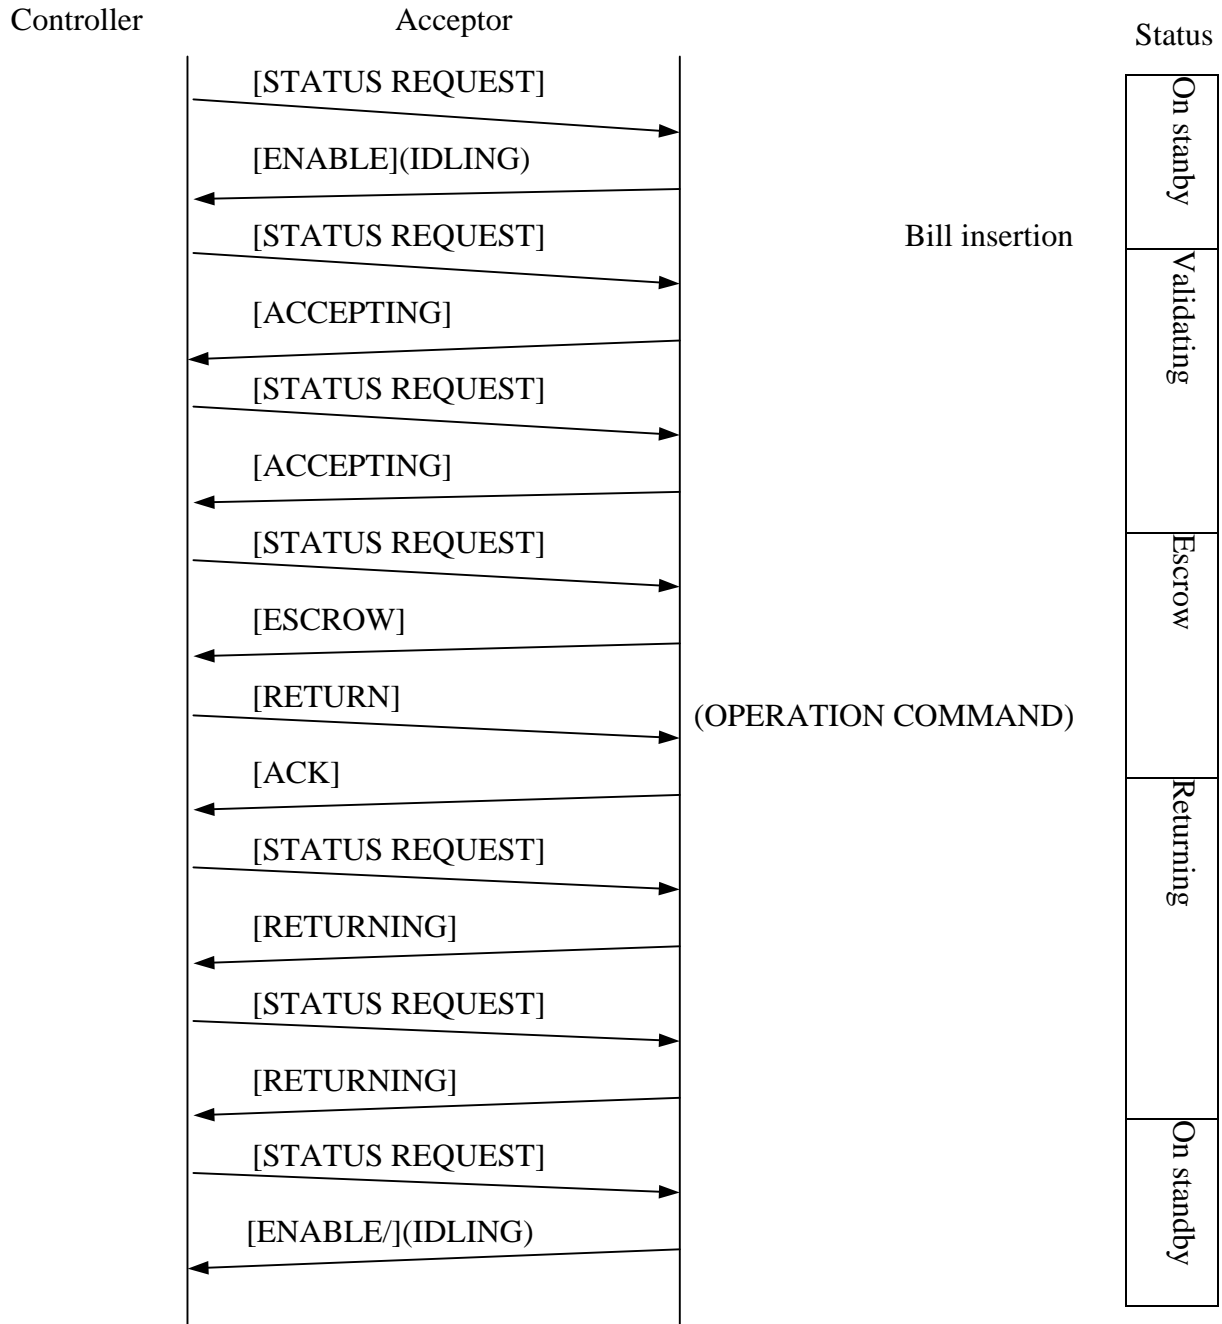 Controller
Acceptor
Status
[STATUS REQUEST]
On stanby
[ENABLE](IDLING)
[STATUS REQUEST]
Bill insertion
Validating
[ACCEPTING]
[STATUS REQUEST]
[ACCEPTING]
[STATUS REQUEST]
Escrow
[ESCROW]
[RETURN]
(OPERATION COMMAND)
[ACK]
Returning
[STATUS REQUEST]
[RETURNING]
[STATUS REQUEST]
[RETURNING]
[STATUS REQUEST]
On standby
[ENABLE/](IDLING)